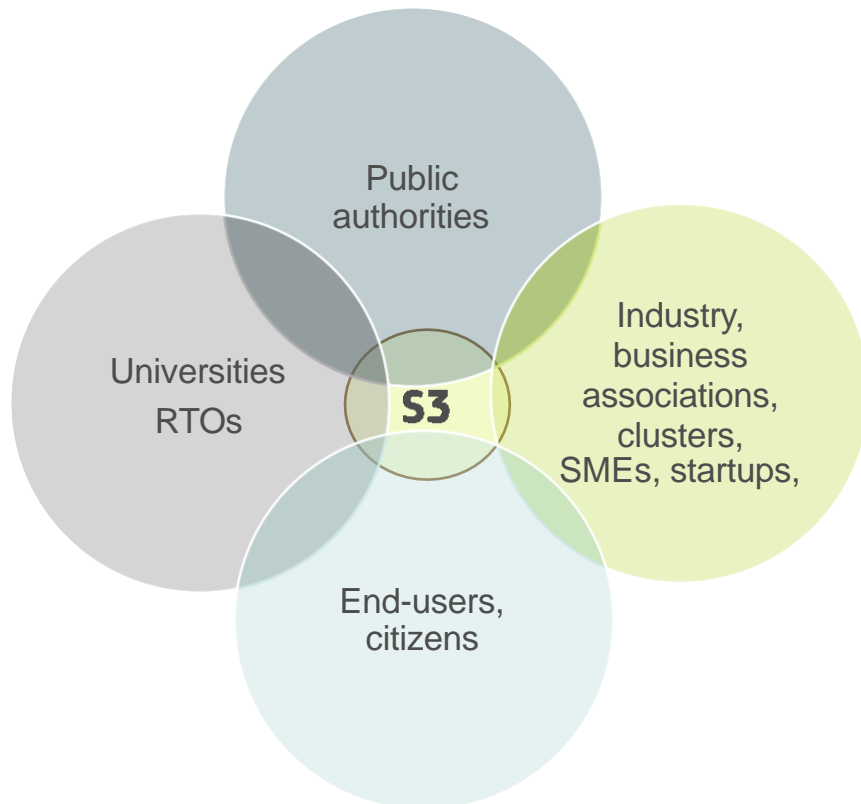 Public
authorities
Universities
RTOs
S3
Industry,
business
associations,
clusters,
SMEs, startups,
End-users,
citizens